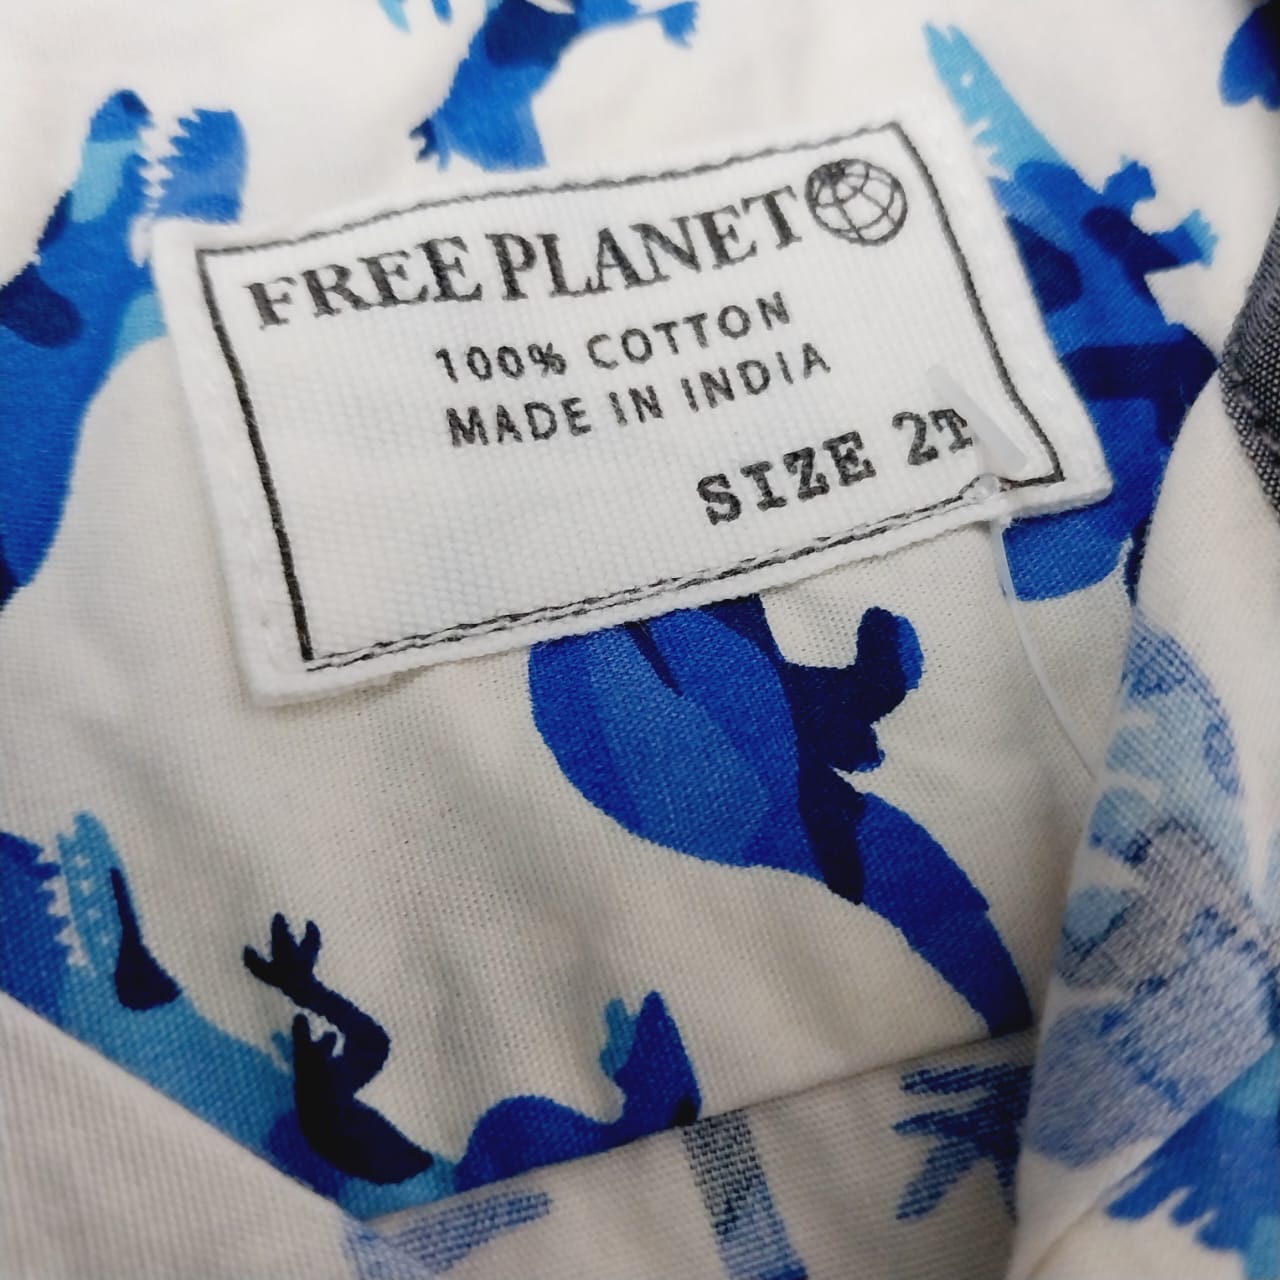 FREE PLANET
100% COTTON
MADE IN INDIA
SIZE 2T